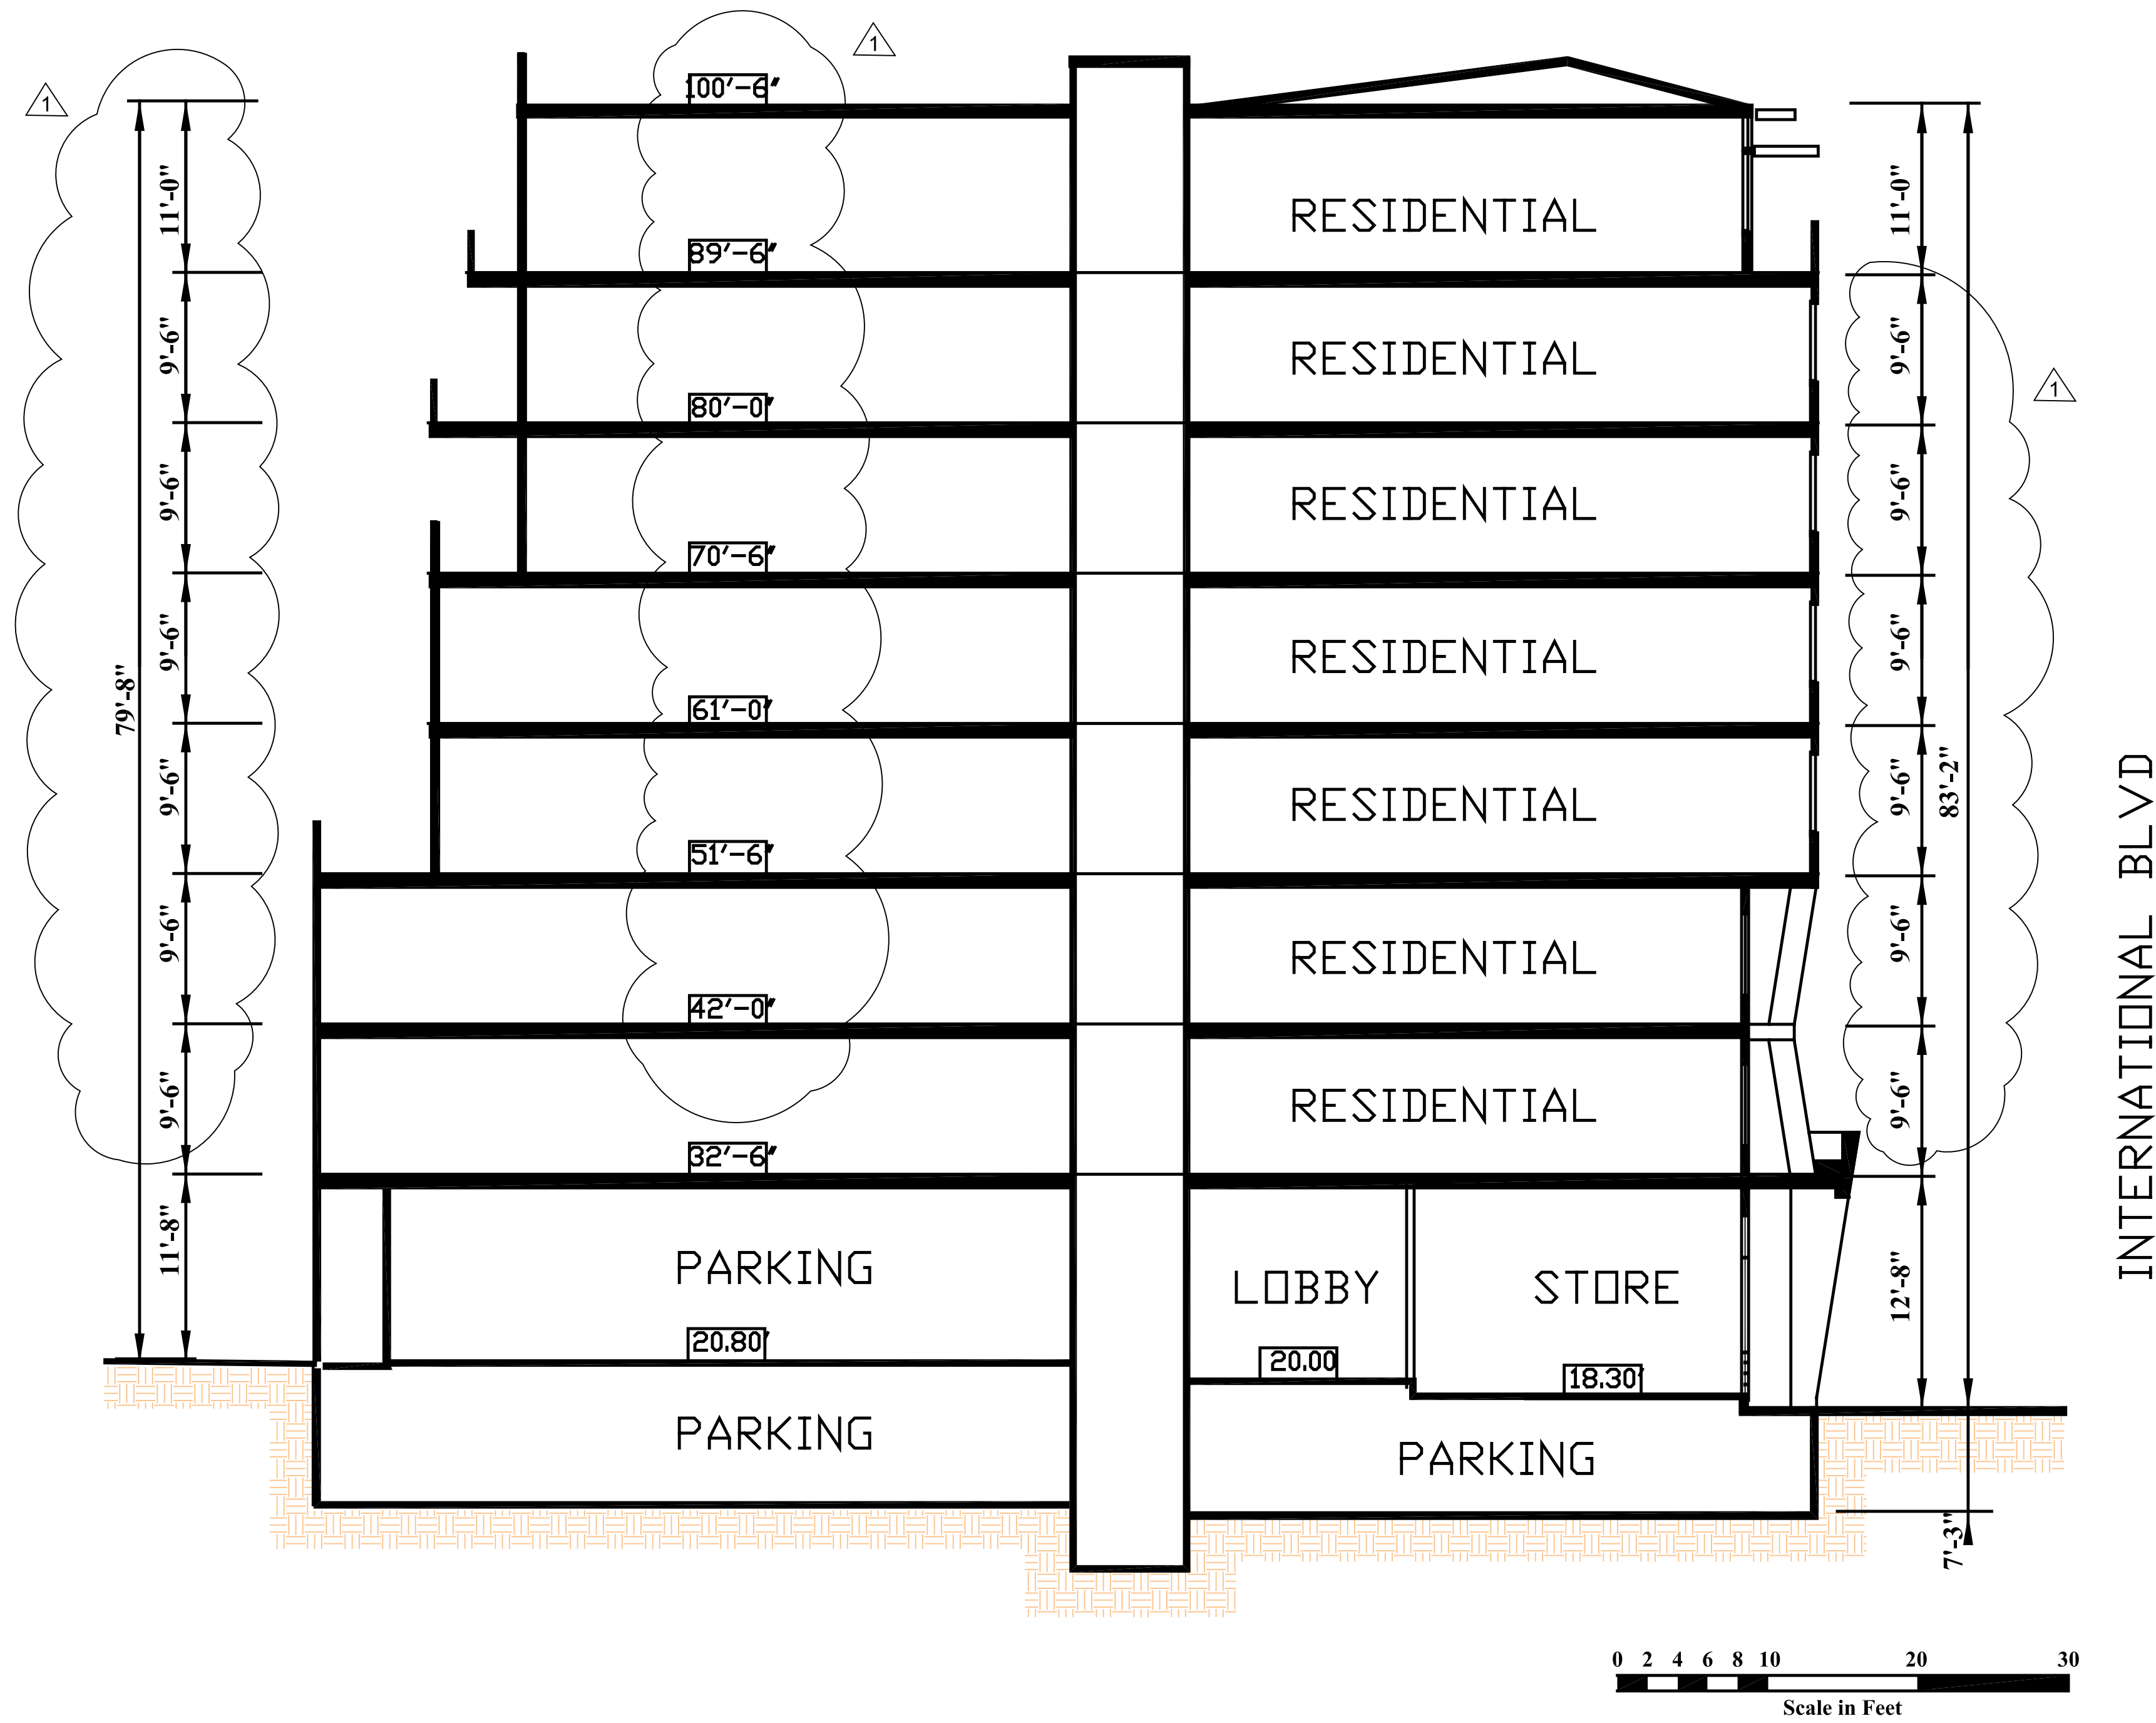 1
1
100'-6"
11'-0"
RESIDENTIAL
11'-0"
89'-6"
9'-6"
RESIDENTIAL
9'-6"
1
80'-0"
9'-6"
RESIDENTIAL
9'-6"
70'-6"
79'-8"
9'-6"
RESIDENTIAL
9'-6"
61'-0"
9'-6"
RESIDENTIAL
9'-6"
83'-2"
51'-6"
9'-6"
RESIDENTIAL
9'-6"
INTERNATIONAL BLVD
42'-0"
9'-6"
RESIDENTIAL
9'-6"
32'-6"
11'-8"
PARKING
LOBBY
STORE
12'-8"
20.80'
20.00
18.30'
PARKING
PARKING
7'-3"
0 2 4 6 8 10 20 30
Scale in Feet